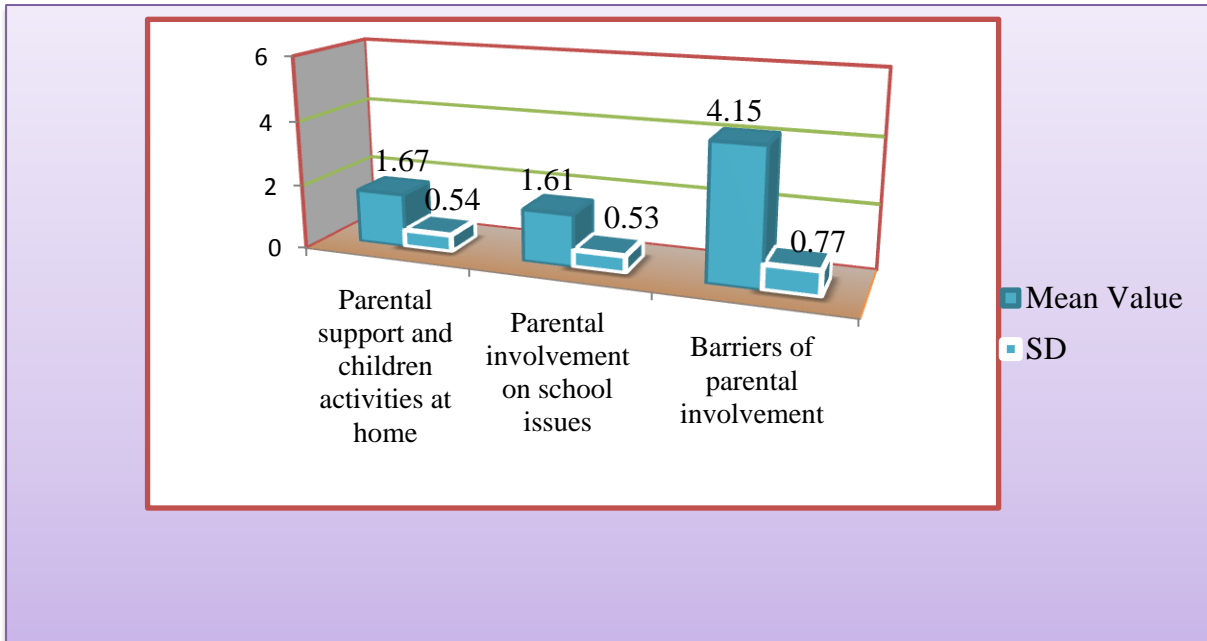 6
4
2
0
1.67
0.54
1.61
0.53
4.15
0.77
Parental
support and
children
activities at
home
Parental
involvement
on school
issues
Barriers of
parental
involvement
Mean Value
SD